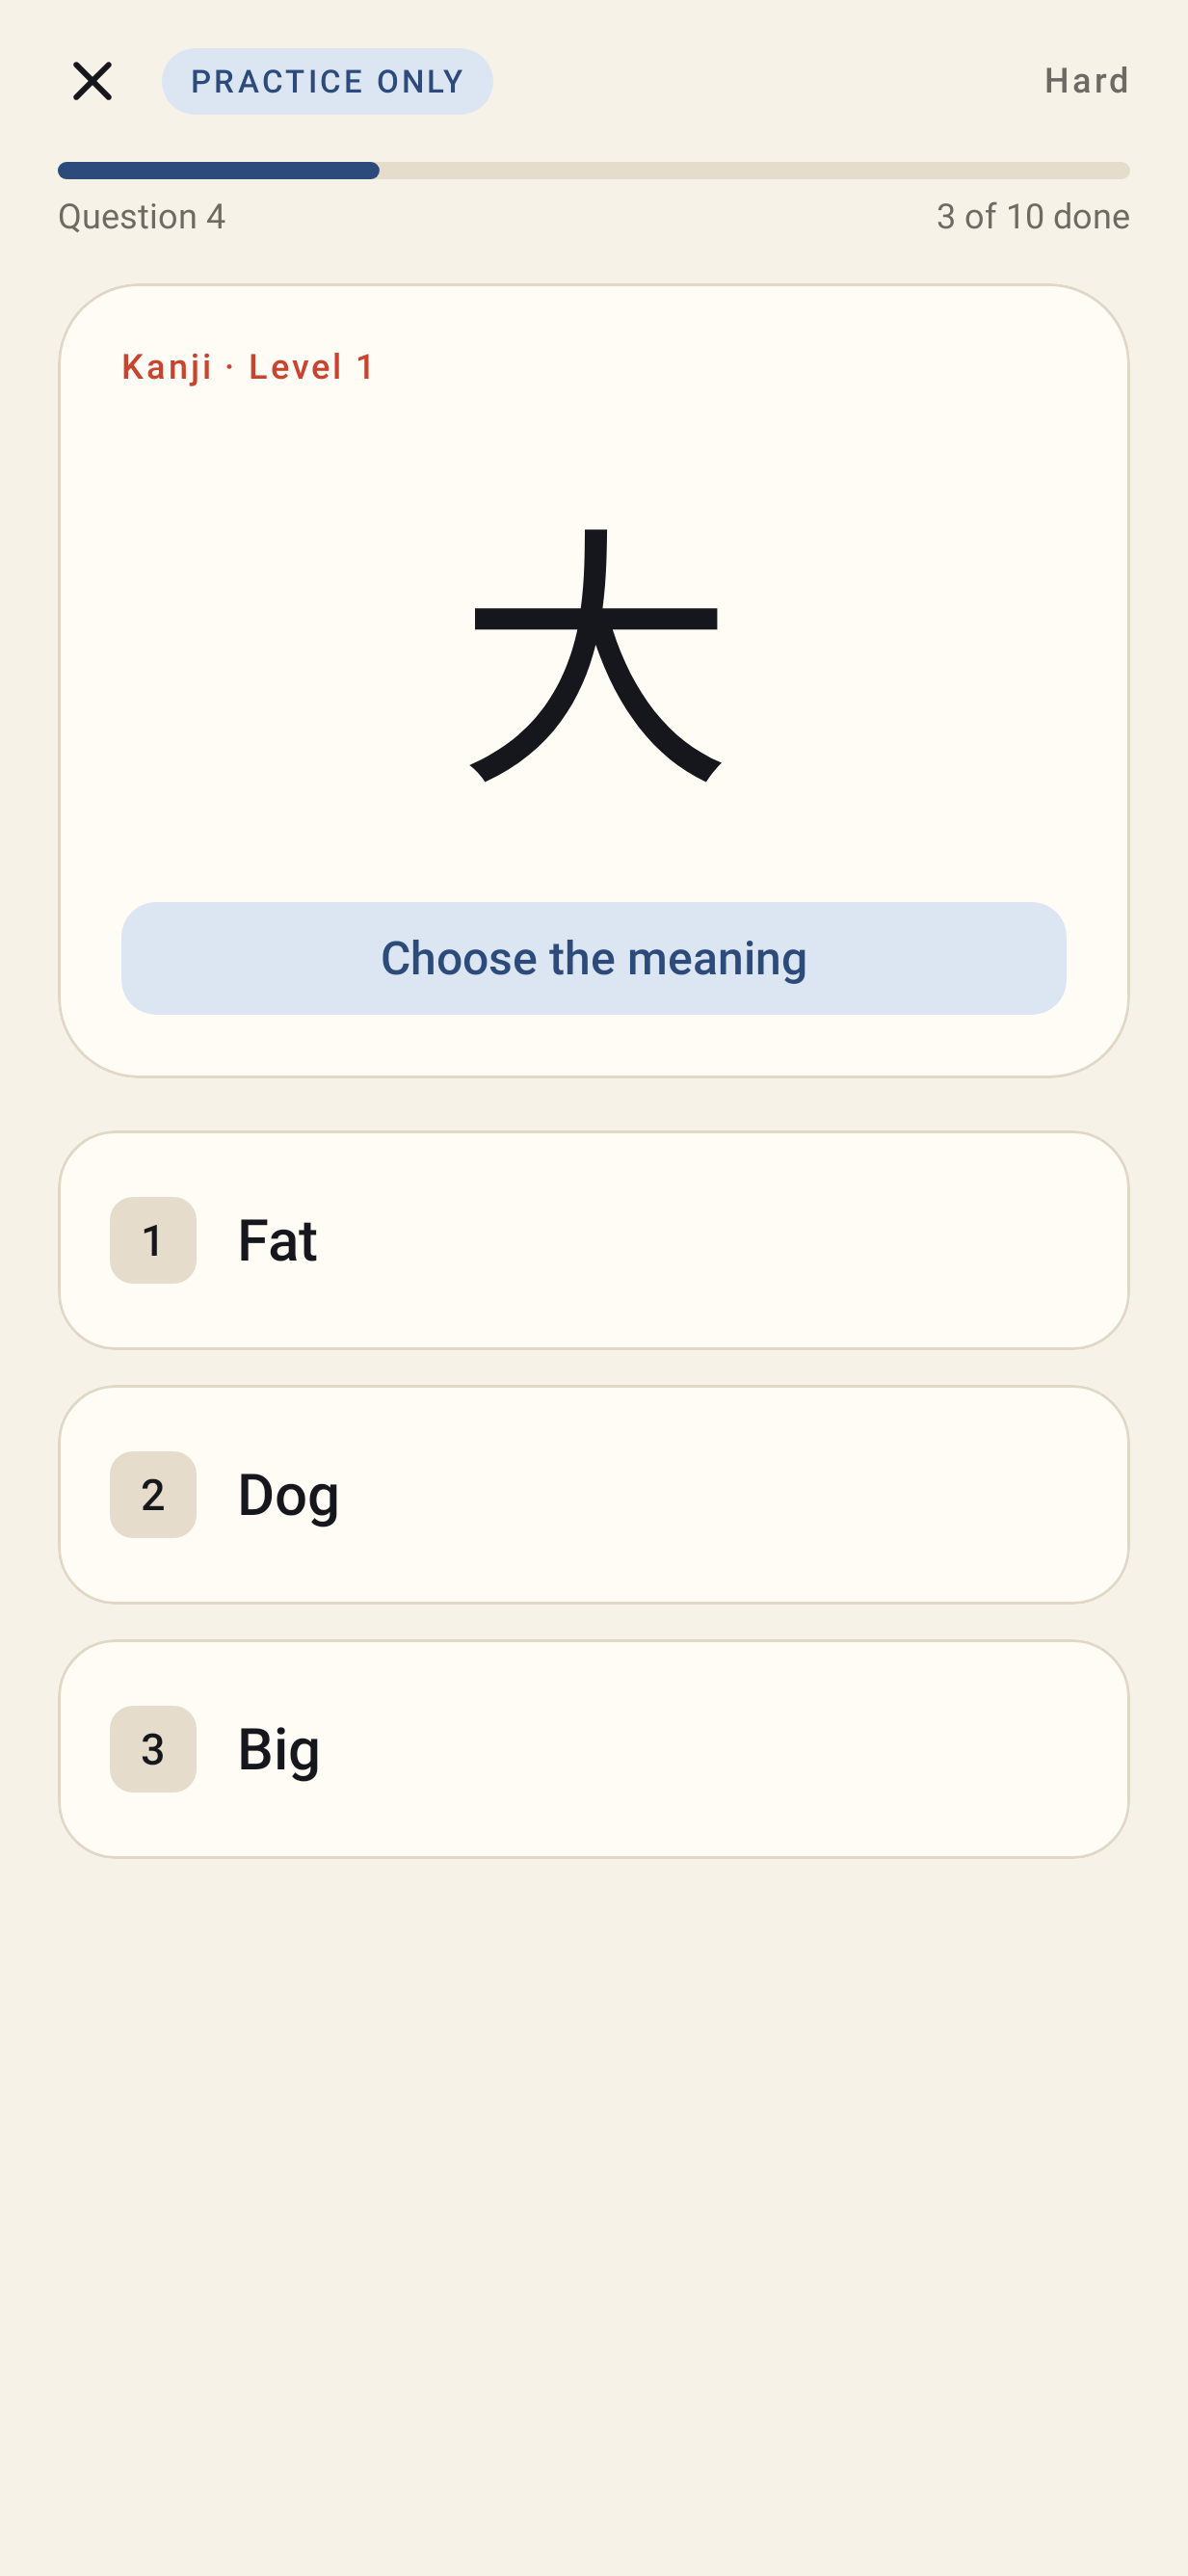 PRACTICE ONLY
Hard
Question 4
3 of 10 done
Kanji · Level 1
大
Choose the meaning
1 Fat
2 Dog
3 Big